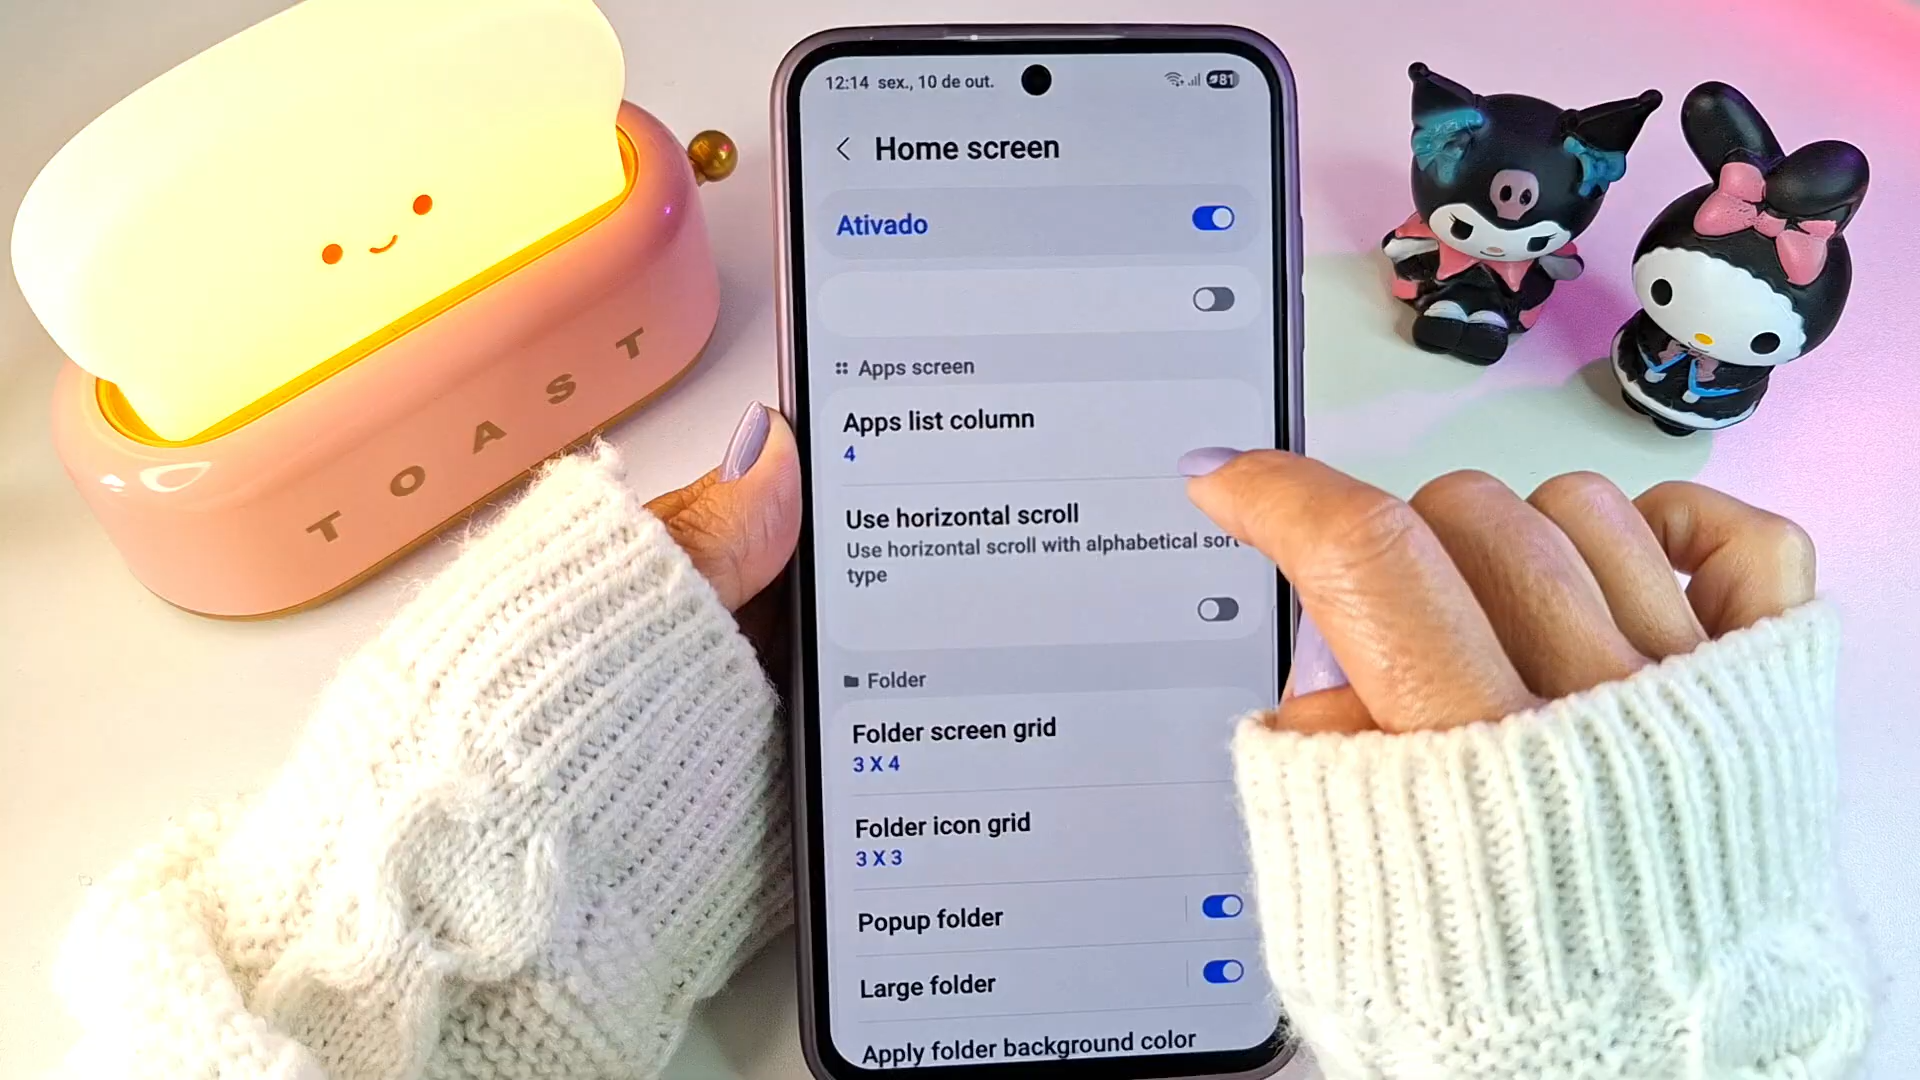 TOAST
12:14 sex., 10 de out.
81
Home screen
Ativado
Apps screen
Apps list column
4
Use horizontal scroll
Use horizontal scroll with alphabetical sort
type
Folder
Folder screen grid
3 X 4
Folder icon grid
3 X 3
Popup folder
Large folder
Apply folder background color